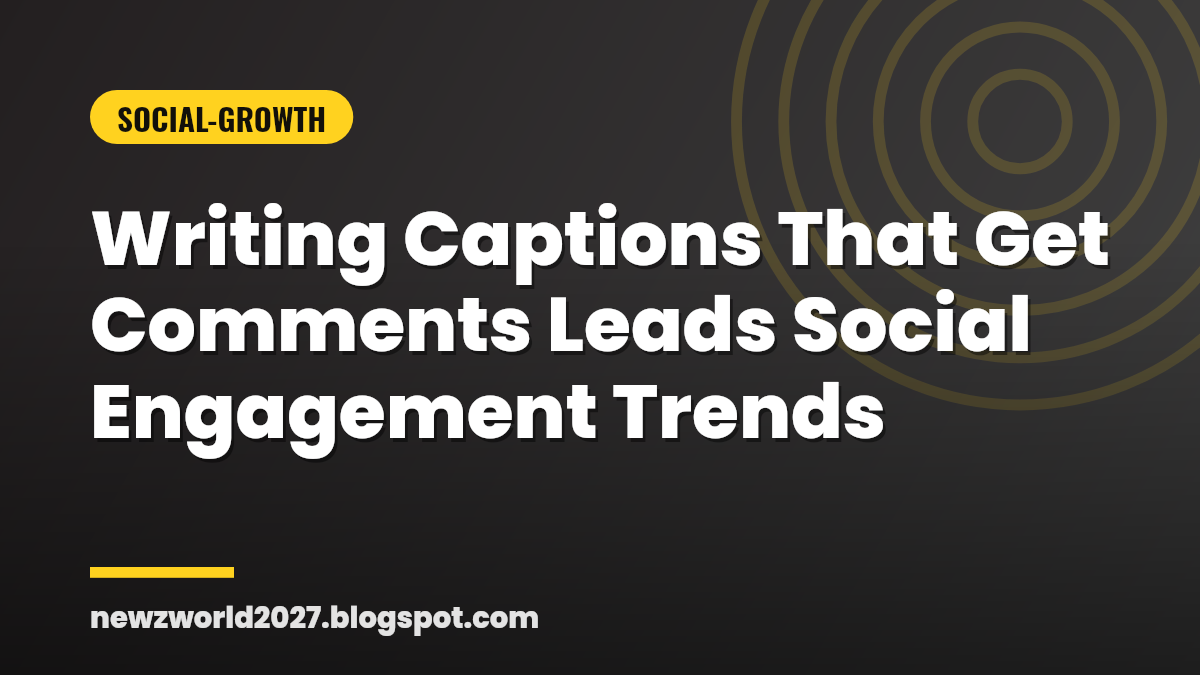 SOCIAL-GROWTH
Writing Captions That Get
Comments Leads Social
Engagement Trends
newzworld2027.blogspot.com